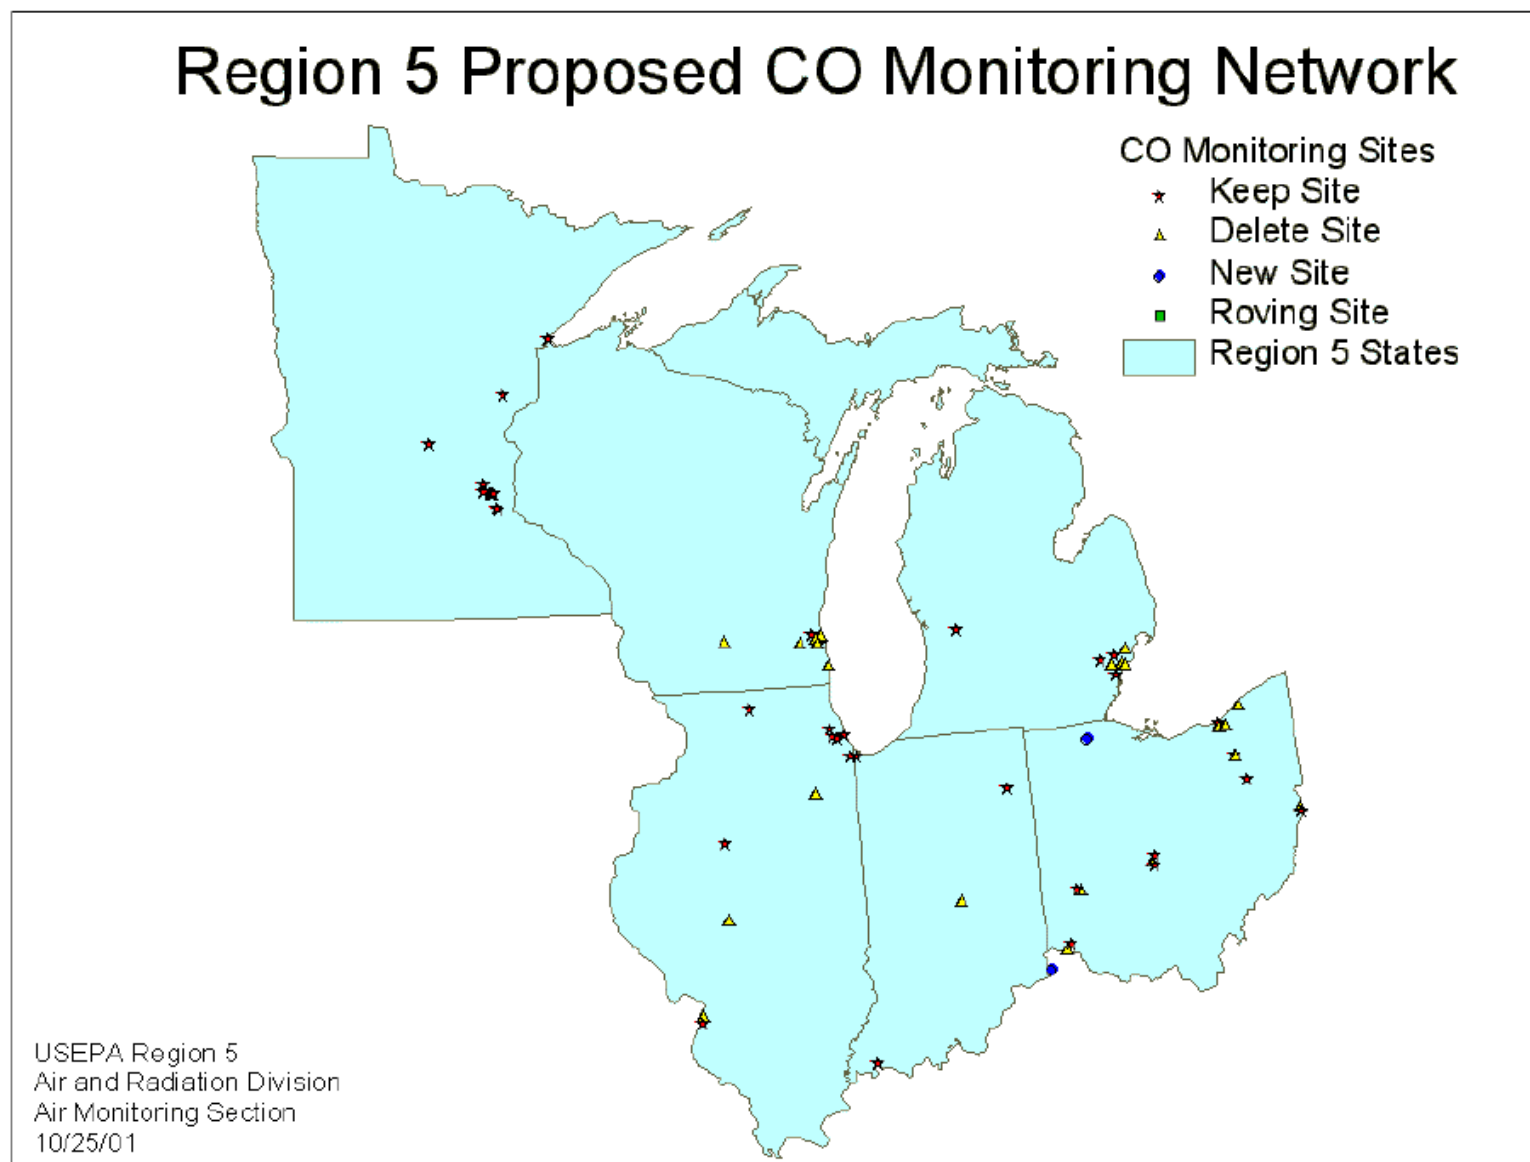 Region 5 Proposed CO Monitoring Network
CO Monitoring Sites
Keep Site
Delete Site
New Site
Roving Site
Region 5 States
USEPA Region 5
Air and Radiation Division
Air Monitoring Section
10/25/01